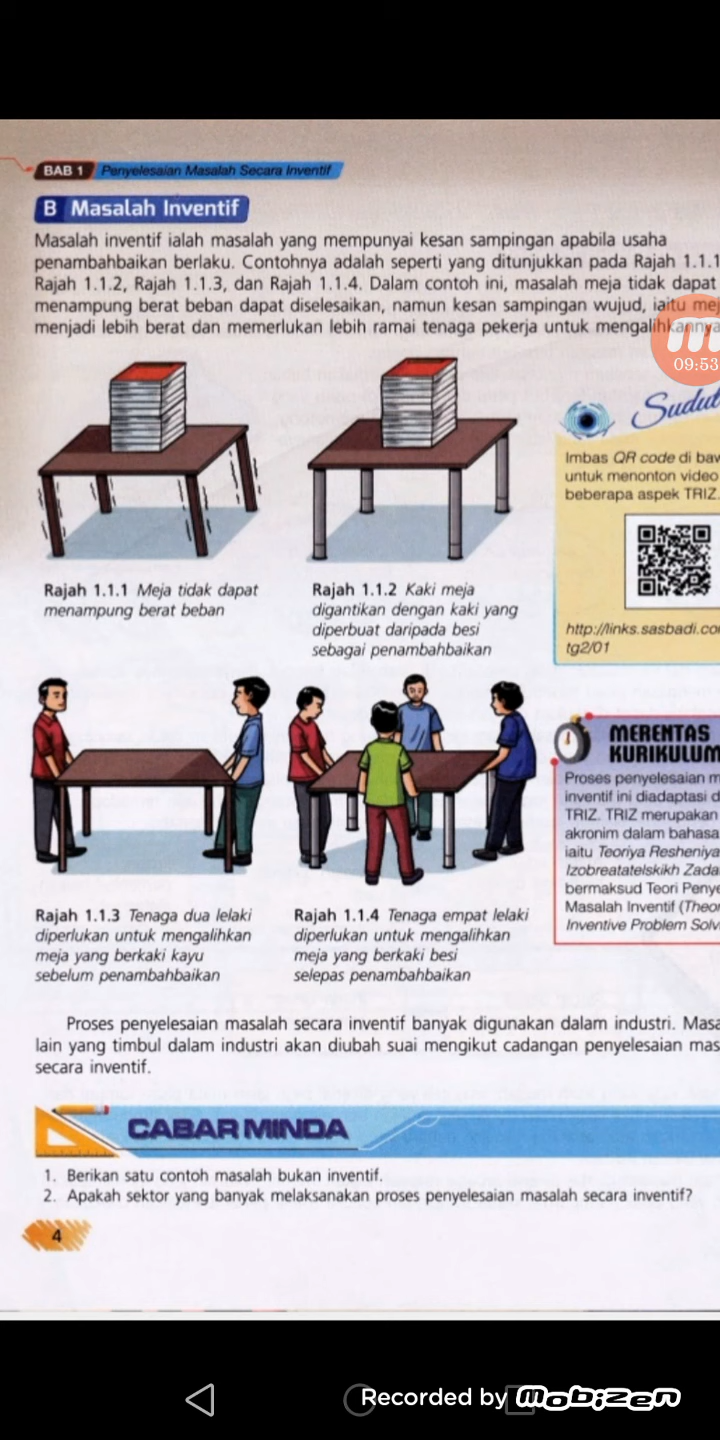 BAB 1 Penyelesaian Masalah Secara Inventif
B Masalah Inventif
Masalah inventif ialah masalah yang mempunyai kesan sampingan apabila usaha
penambahbaikan berlaku. Contohnya adalah seperti yang ditunjukkan pada Rajah 1.1.1
Rajah 1.1.2, Rajah 1.1.3, dan Rajah 1.1.4. Dalam contoh ini, masalah meja tidak dapat
menampung berat beban dapat diselesaikan, namun kesan sampingan wujud, iaitu
menjadi lebih berat dan memerlukan lebih ramai tenaga pekerja untuk mengalihkannya
09:53
Sudut
Imbas QR code di
untuk menonton video
beberapa aspek TRIZ.
http://links.sasbadi.co
tg2/01
Rajah 1.1.1 Meja tidak dapat
menampung berat beban
Rajah 1.1.2 Kaki meja
digantikan dengan kaki yang
diperbuat daripada besi
sebagai penambahbaikan
MERENTAS
KURIKULUM
Proses penyelesaian
inventif ini diadaptasi
TRIZ. TRIZ merupakan
akronim dalam bahasa
iaitu Teoriya Resheniya
Izobreatatelskikh Zada
bermaksud Teori
Masalah Inventif (Theor
Inventive Problem Solv
Rajah 1.1.3 Tenaga dua lelaki
diperlukan untuk mengalihkan
meja yang berkaki kayu
sebelum penambahbaikan
Rajah 1.1.4 Tenaga empat lelaki
diperlukan untuk mengalihkan
meja yang berkaki besi
selepas penambahbaikan
Proses penyelesaian masalah secara inventif banyak digunakan dalam industri. Masa
lain yang timbul dalam industri akan diubah suai mengikut cadangan penyelesaian mas
secara inventif.
CABAR MINDA
1. Berikan satu contoh masalah bukan inventif.
2. Apakah sektor yang banyak melaksanakan proses penyelesaian masalah secara inventif?
4
Recorded by Mobizen